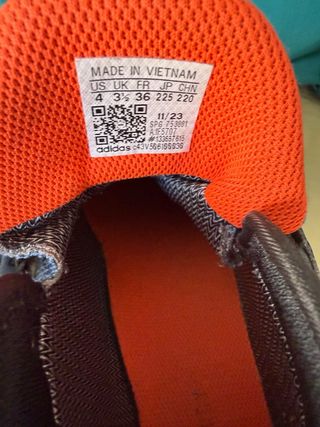 MADE IN VIETNAM
US UK FR JP CHN
4 3½ 36 225 220
11/23
adidas